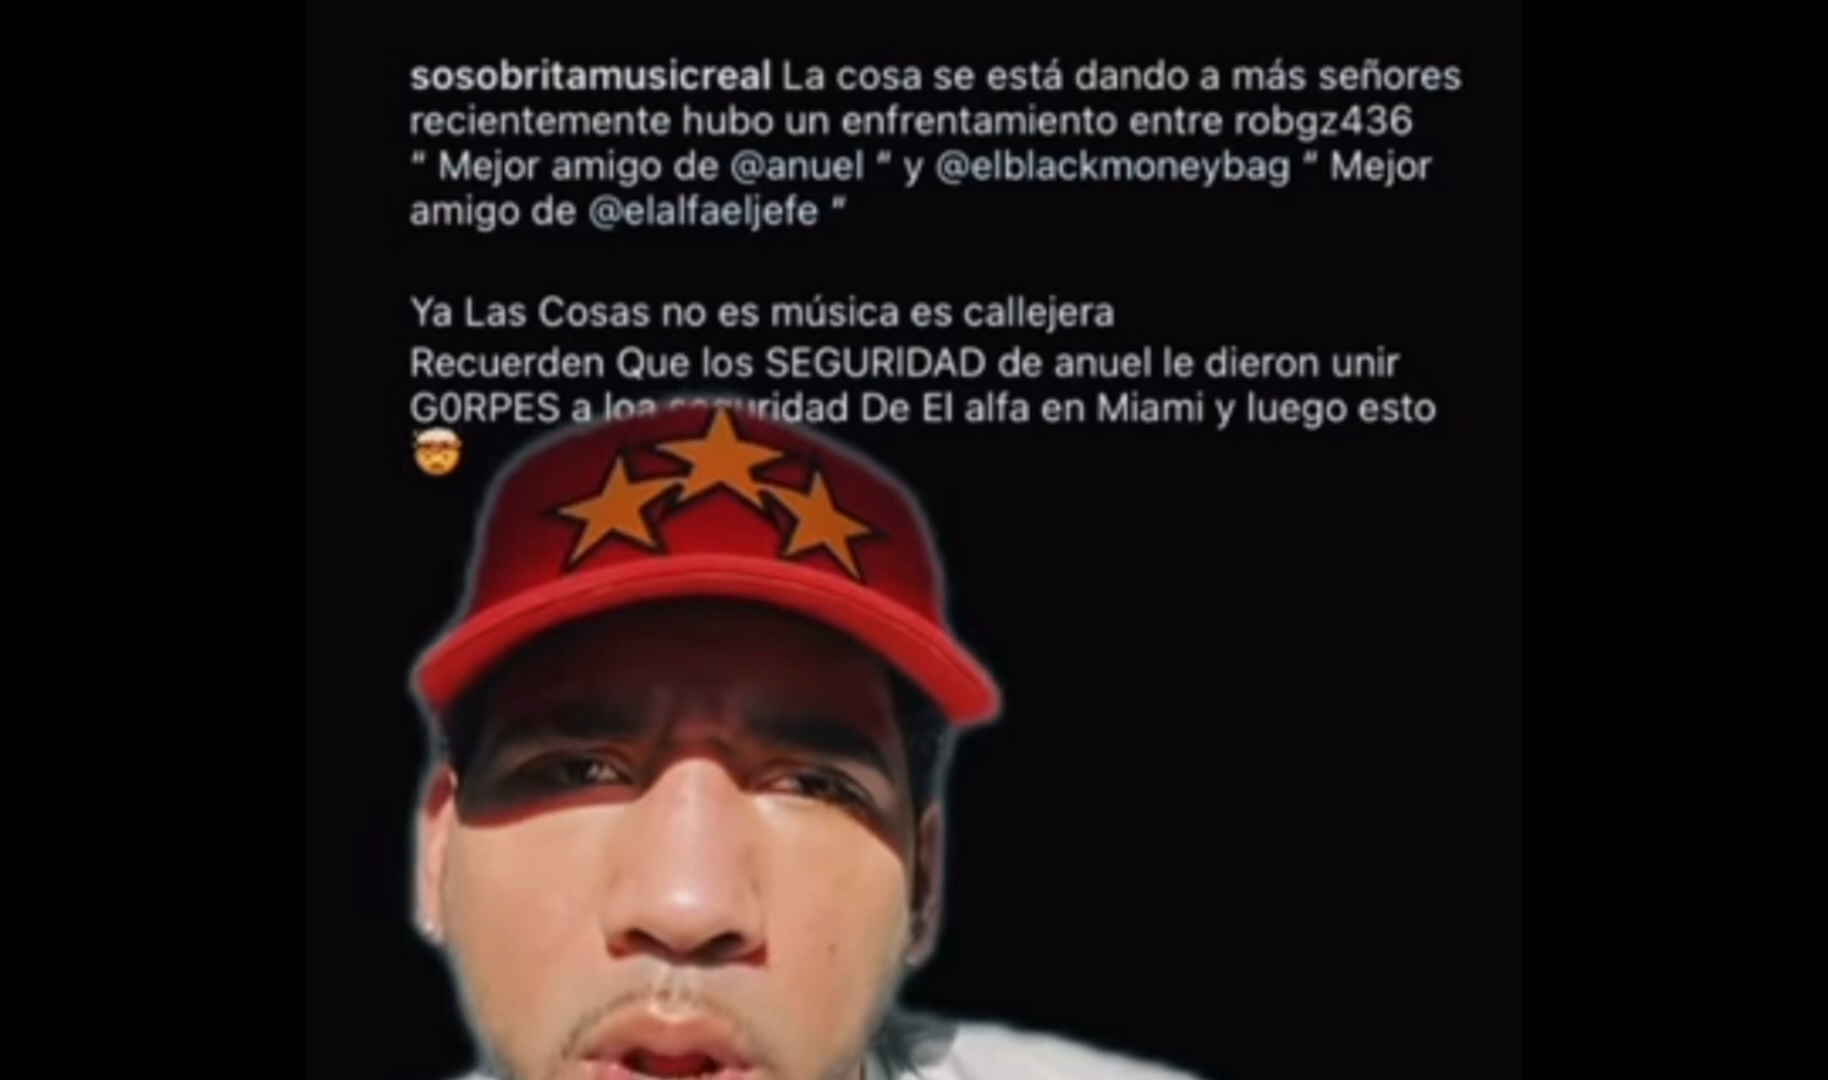 sosobritamusicreal La cosa se está dando a más señores
recientemente hubo un enfrentamiento entre robgz436
“ Mejor amigo de @anuel “ y @elblackmoneybag “ Mejor
amigo de @elalfaeljefe “
Ya Las Cosas no es música es callejera
Recuerden Que los SEGURIDAD de anuel le dieron unir
G0RPES a loa seguridad De El alfa en Miami y luego esto
🤯